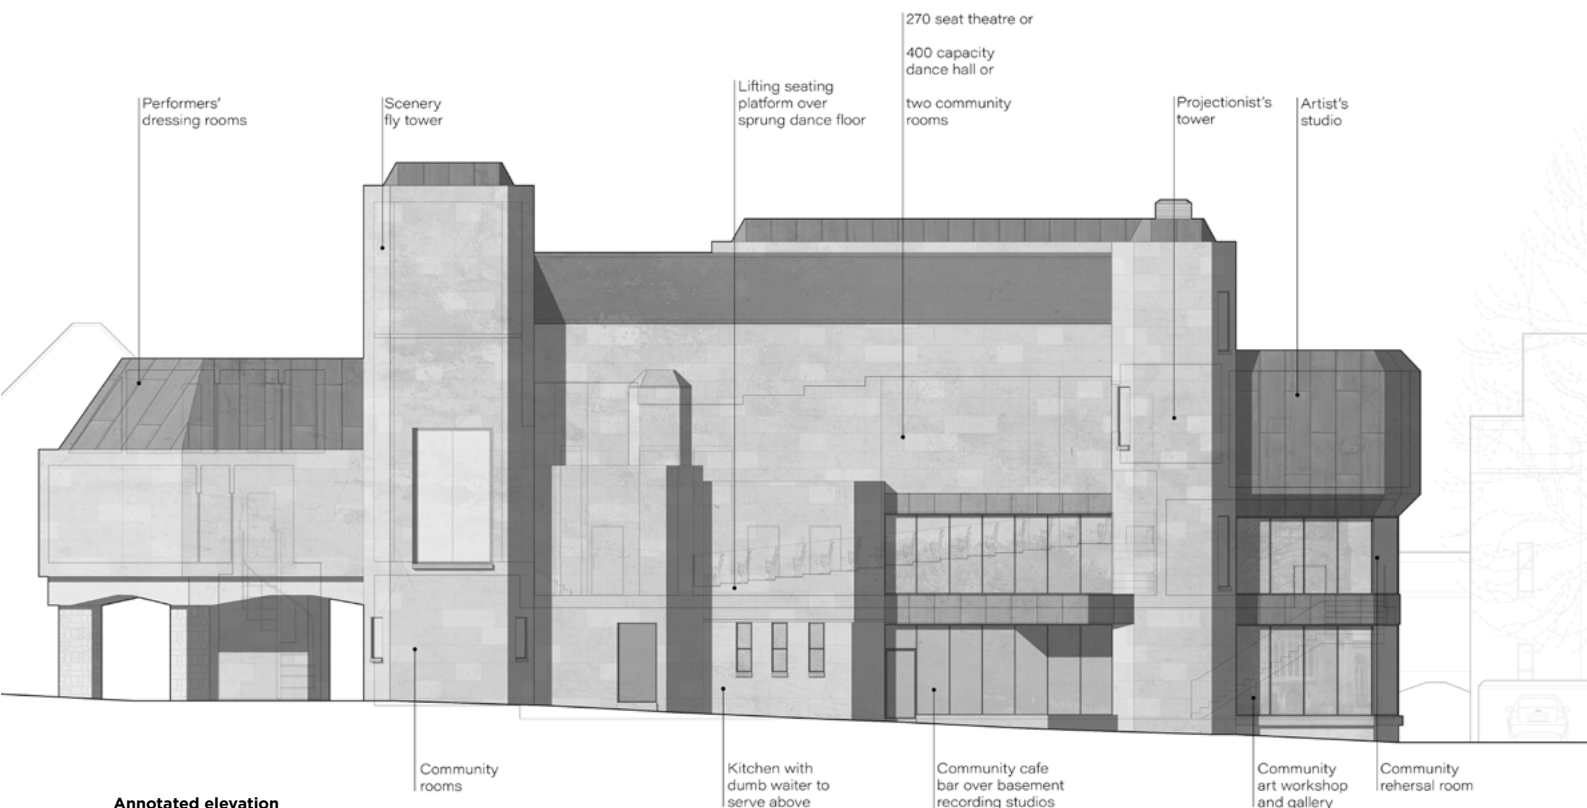 270 seat theatre or
400 capacity
dance hall or
two community
rooms
Lifting seating
platform over
sprung dance floor
Performers'
dressing rooms
Scenery
fly tower
Projectionist's
tower
Artist's
studio
Community
rooms
Kitchen with
dumb waiter to
serve above
Community cafe
bar over basement
recording studios
Community
art workshop
and gallery
Community
rehersal room
Annotated elevation